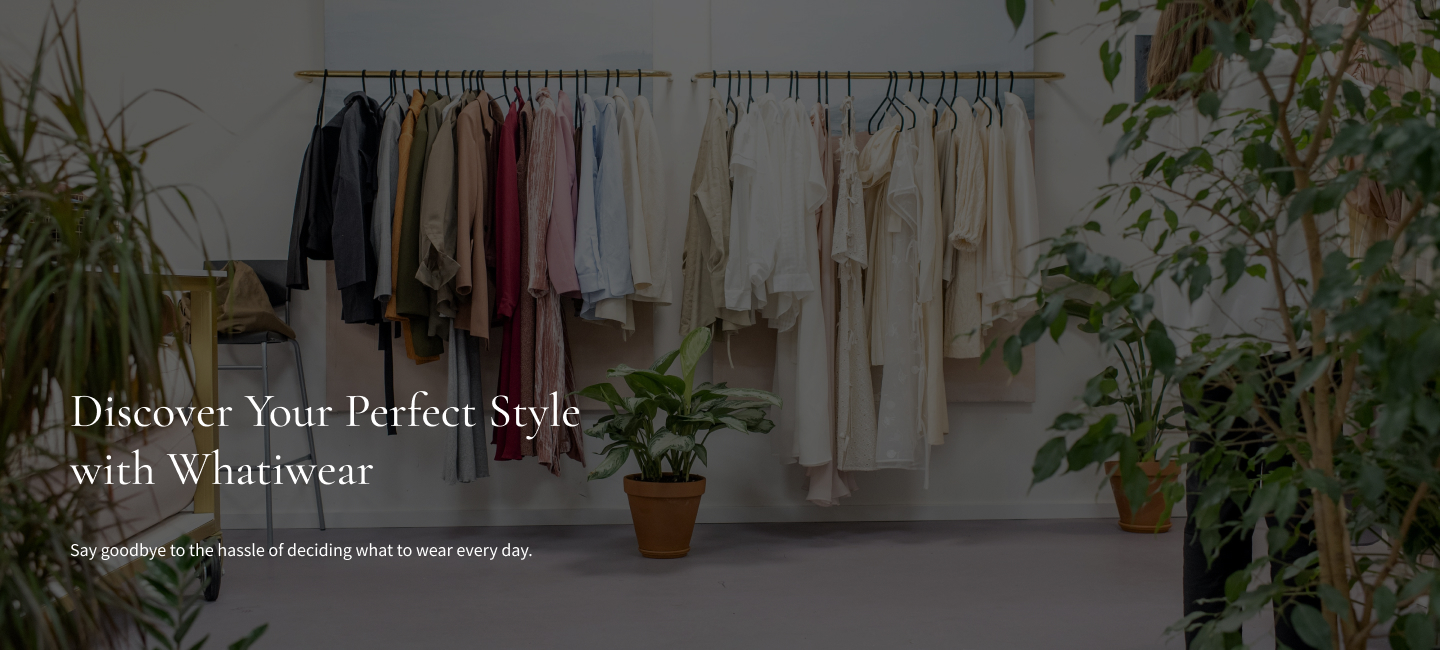 Discover Your Perfect Style
with Whatiwear
Say goodbye to the hassle of deciding what to wear every day.